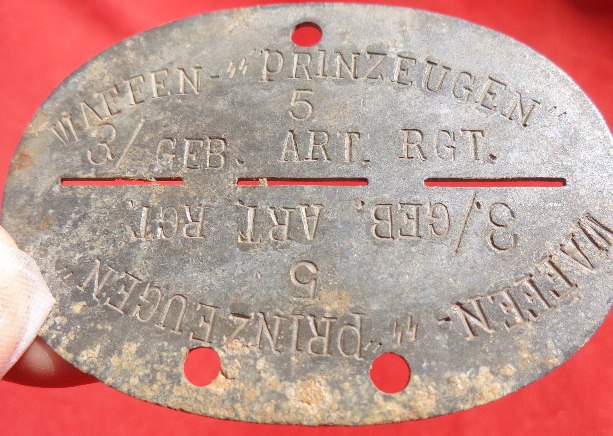 WAFFEN-ᛋᛋ "PRINZEUGEN"
5
3/ GEB. ART. RGT.
3/GEB. ART. RGT.
5
WAFFEN-ᛋᛋ "PRINZEUGEN"